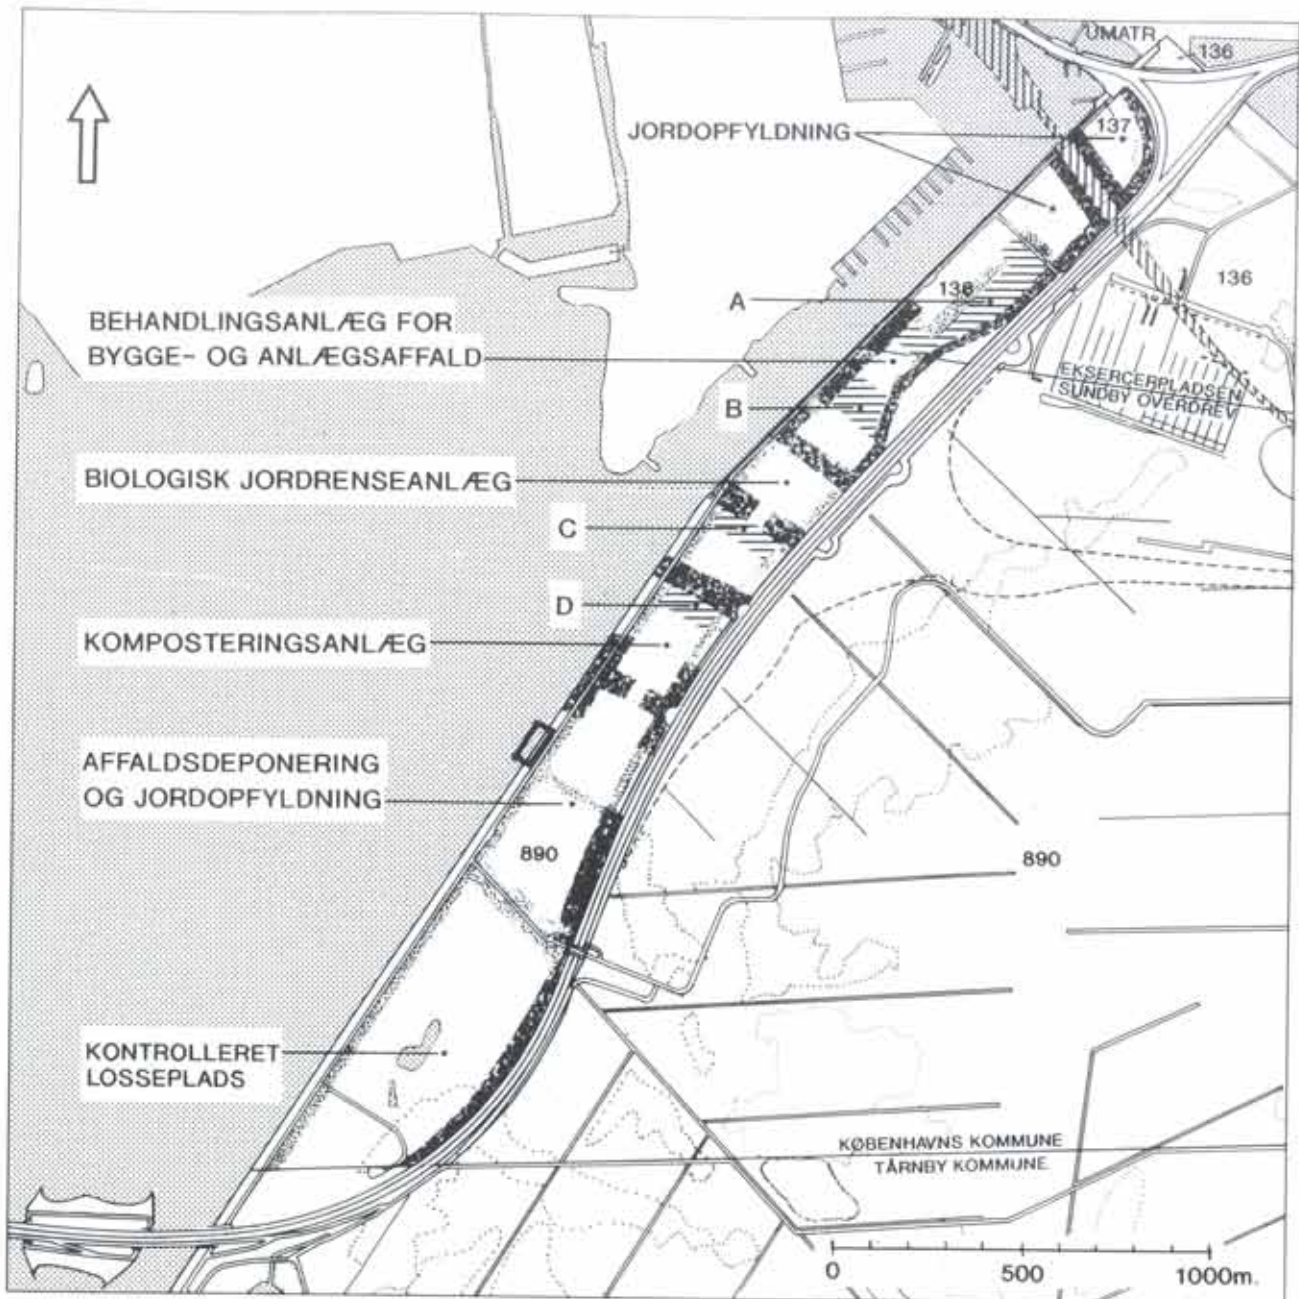 UMATR.
136
JORDOPFYLDNING
137
136
A
138
BEHANDLINGSANLÆG FOR
BYGGE- OG ANLÆGSAFFALD
EKSERCERPLADSEN
SUNDBY OVERDREV
B
BIOLOGISK JORDRENSEANLÆG
C
D
KOMPOSTERINGSANLÆG
AFFALDSDEPONERING
OG JORDOPFYLDNING
890
890
KONTROLLERET
LOSSEPLADS
KØBENHAVNS KOMMUNE
TÅRNBY KOMMUNE
0 500 1000m.